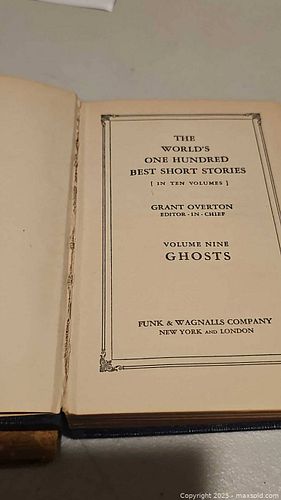 THE
WORLD'S
ONE HUNDRED
BEST SHORT STORIES
[ IN TEN VOLUMES ]
GRANT OVERTON
EDITOR-IN-CHIEF
VOLUME NINE
GHOSTS
FUNK & WAGNALLS COMPANY
NEW YORK AND LONDON
Copyright 2023 - maxsold.com